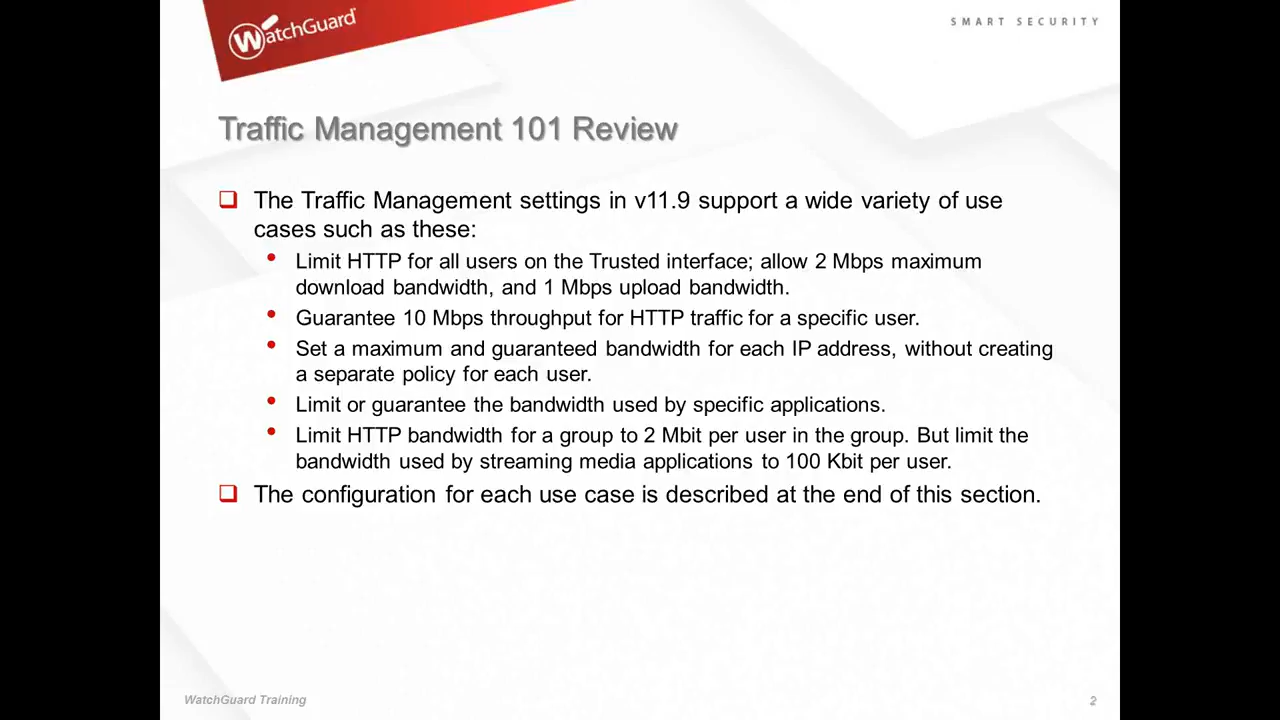 WatchGuard
SMART SECURITY
Traffic Management 101 Review
The Traffic Management settings in v11.9 support a wide variety of use
cases such as these:
Limit HTTP for all users on the Trusted interface; allow 2 Mbps maximum
download bandwidth, and 1 Mbps upload bandwidth.
Guarantee 10 Mbps throughput for HTTP traffic for a specific user.
Set a maximum and guaranteed bandwidth for each IP address, without creating
a separate policy for each user.
Limit or guarantee the bandwidth used by specific applications.
Limit HTTP bandwidth for a group to 2 Mbit per user in the group. But limit the
bandwidth used by streaming media applications to 100 Kbit per user.
The configuration for each use case is described at the end of this section.
WatchGuard Training
2